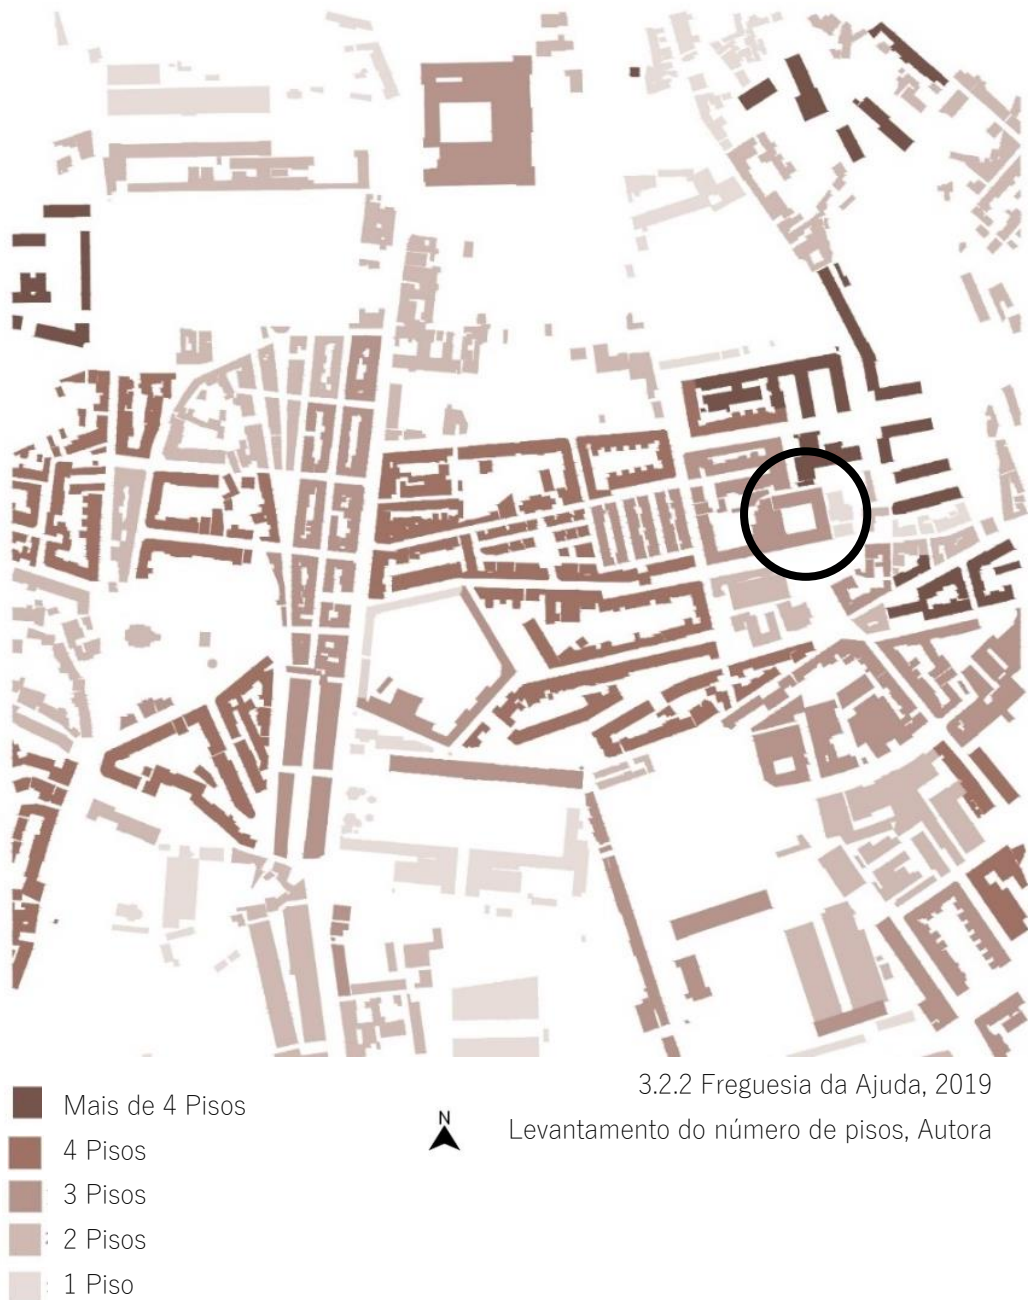 Mais de 4 Pisos
4 Pisos
3 Pisos
2 Pisos
1 Piso
N
3.2.2 Freguesia da Ajuda, 2019
Levantamento do número de pisos, Autora